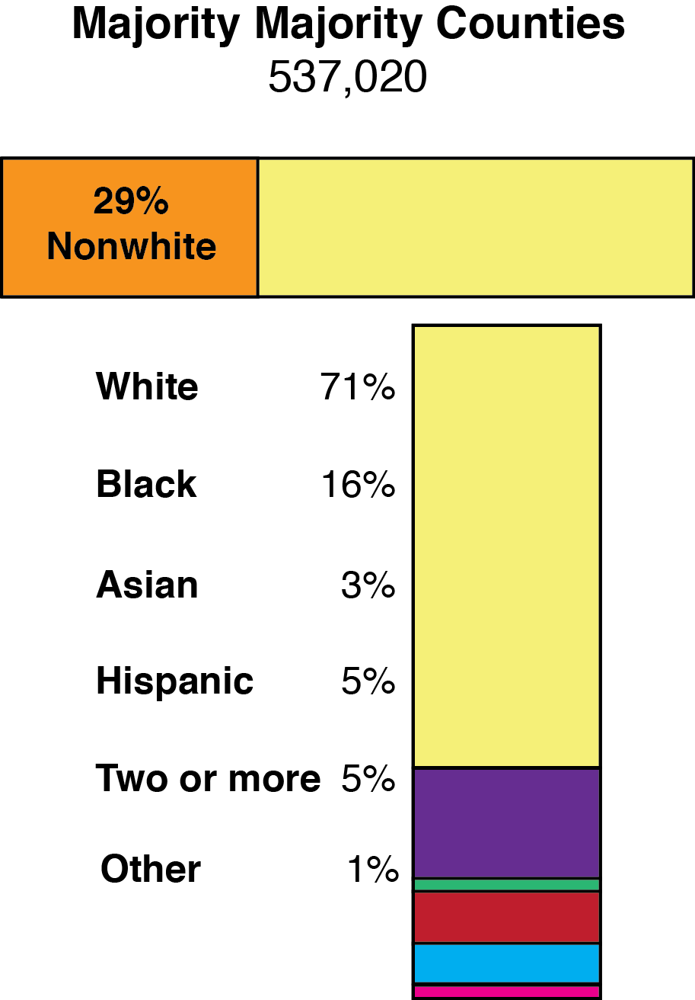 Majority Majority Counties
537,020
29%
Nonwhite
White 71%
Black 16%
Asian 3%
Hispanic 5%
Two or more 5%
Other 1%